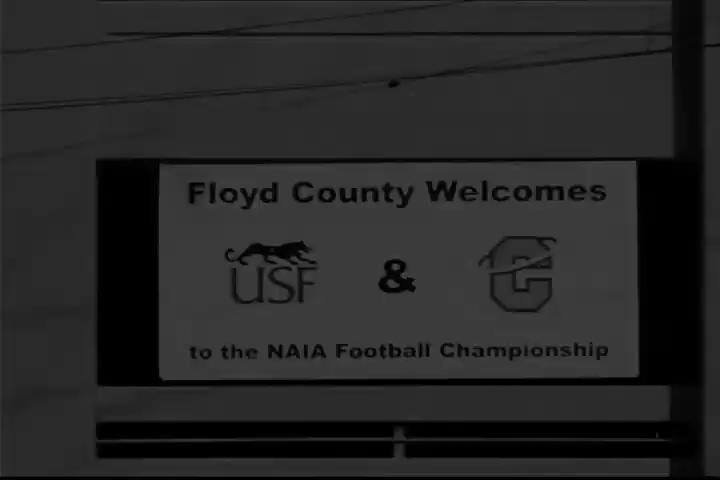 Floyd County Welcomes
USF & C
to the NAIA Football Championship